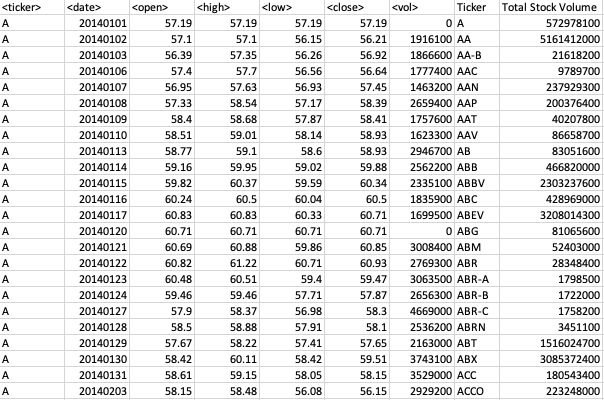 <ticker> <date> <open> <high> <low> <close> <vol> Ticker Total Stock Volume
A 20140101 57.19 57.19 57.19 57.19 0 A 572978100
A 20140102 57.1 57.1 56.15 56.21 1916100 AA 5161412000
A 20140103 56.39 57.35 56.26 56.92 1866600 AA-B 21618200
A 20140106 57.4 57.7 56.56 56.64 1777400 AAC 9789700
A 20140107 56.95 57.63 56.93 57.45 1463200 AAN 237929300
A 20140108 57.33 58.54 57.17 58.39 2659400 AAP 200376400
A 20140109 58.4 58.68 57.87 58.41 1757600 AAT 40207800
A 20140110 58.51 59.01 58.14 58.93 1623300 AAV 86658700
A 20140113 58.77 59.1 58.6 58.93 2946700 AB 83051600
A 20140114 59.16 59.95 59.02 59.88 2562200 ABB 466820000
A 20140115 59.82 60.37 59.59 60.34 2335100 ABBV 2303237600
A 20140116 60.24 60.5 60.04 60.5 1835900 ABC 428969000
A 20140117 60.83 60.83 60.33 60.71 1699500 ABEV 3208014300
A 20140120 60.71 60.71 60.71 60.71 0 ABG 81065600
A 20140121 60.69 60.88 59.86 60.85 3008400 ABM 52403000
A 20140122 60.82 61.22 60.71 60.93 2769300 ABR 28348400
A 20140123 60.48 60.51 59.4 59.47 3063500 ABR-A 1798500
A 20140124 59.46 59.46 57.71 57.87 2656300 ABR-B 1722000
A 20140127 57.9 58.37 56.98 58.3 4669000 ABR-C 1758200
A 20140128 58.5 58.88 57.91 58.1 2536200 ABRN 3451100
A 20140129 57.67 58.22 57.41 57.65 2163000 ABT 1516024700
A 20140130 58.42 60.11 58.42 59.51 3743100 ABX 3085372400
A 20140131 58.61 59.15 58.05 58.15 3529000 ACC 180543400
A 20140203 58.15 58.48 56.08 56.15 2929200 ACCO 223248000